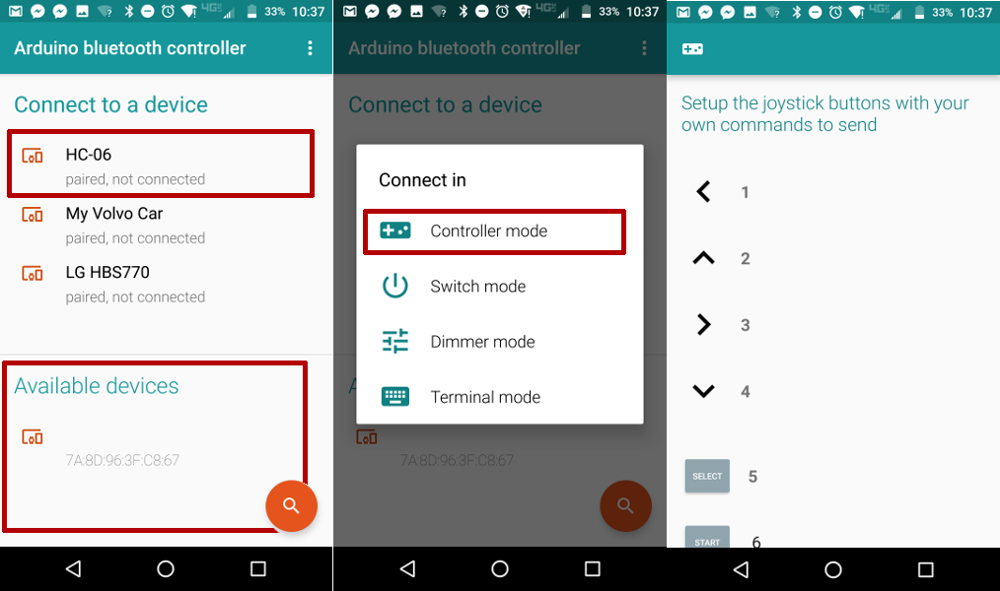 4G 33% 10:37
Arduino bluetooth controller
Connect to a device
HC-06
paired, not connected
My Volvo Car
paired, not connected
LG HBS770
paired, not connected
Available devices
7A:8D:96:3F:C8:67
4G 33% 10:37
Arduino bluetooth controller
Connect to a device
Connect in
Controller mode
Switch mode
Dimmer mode
Terminal mode
A
7A:8D:96:3F:C8:67
4G 33% 10:37
Setup the joystick buttons with your
own commands to send
1
2
3
4
SELECT 5
START 6